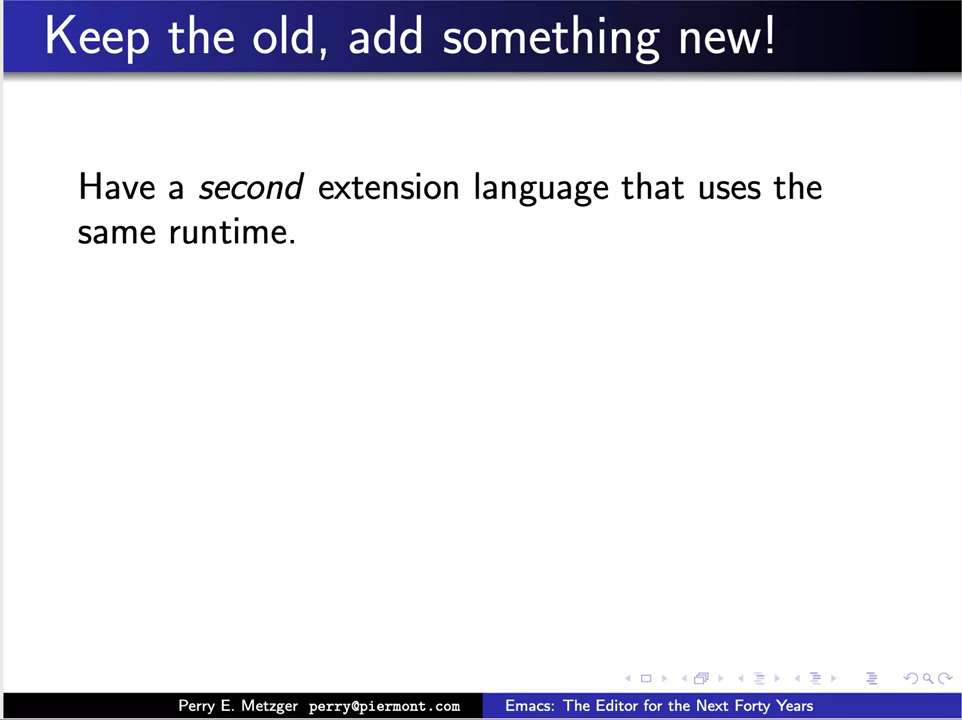 Keep the old, add something new!
Have a second extension language that uses the
same runtime.
Perry E. Metzger perry@piermont.com Emacs: The Editor for the Next Forty Years